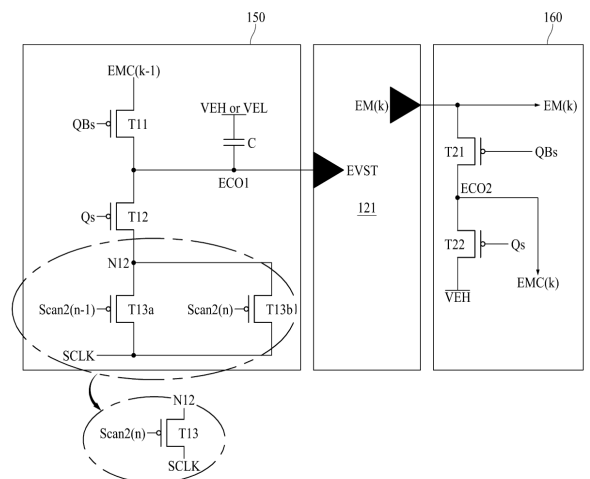 150
160
EMC(k-1)
QBs
T11
VEH or VEL
C
ECO1
EVST
121
EM(k)
EM(k)
T21
QBs
ECO2
T22
Qs
VEH
EMC(k)
Qs
T12
N12
Scan2(n-1)
T13a
Scan2(n)
T13b
SCLK
N12
Scan2(n)
T13
SCLK